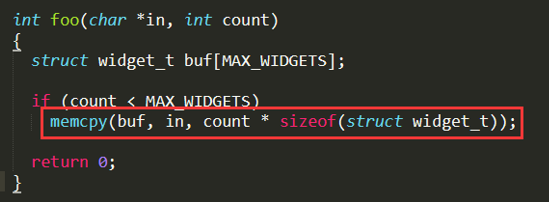 int foo(char *in, int count)
{
  struct widget_t buf[MAX_WIDGETS];
  if (count < MAX_WIDGETS)
    memcpy(buf, in, count * sizeof(struct widget_t));
  return 0;
}